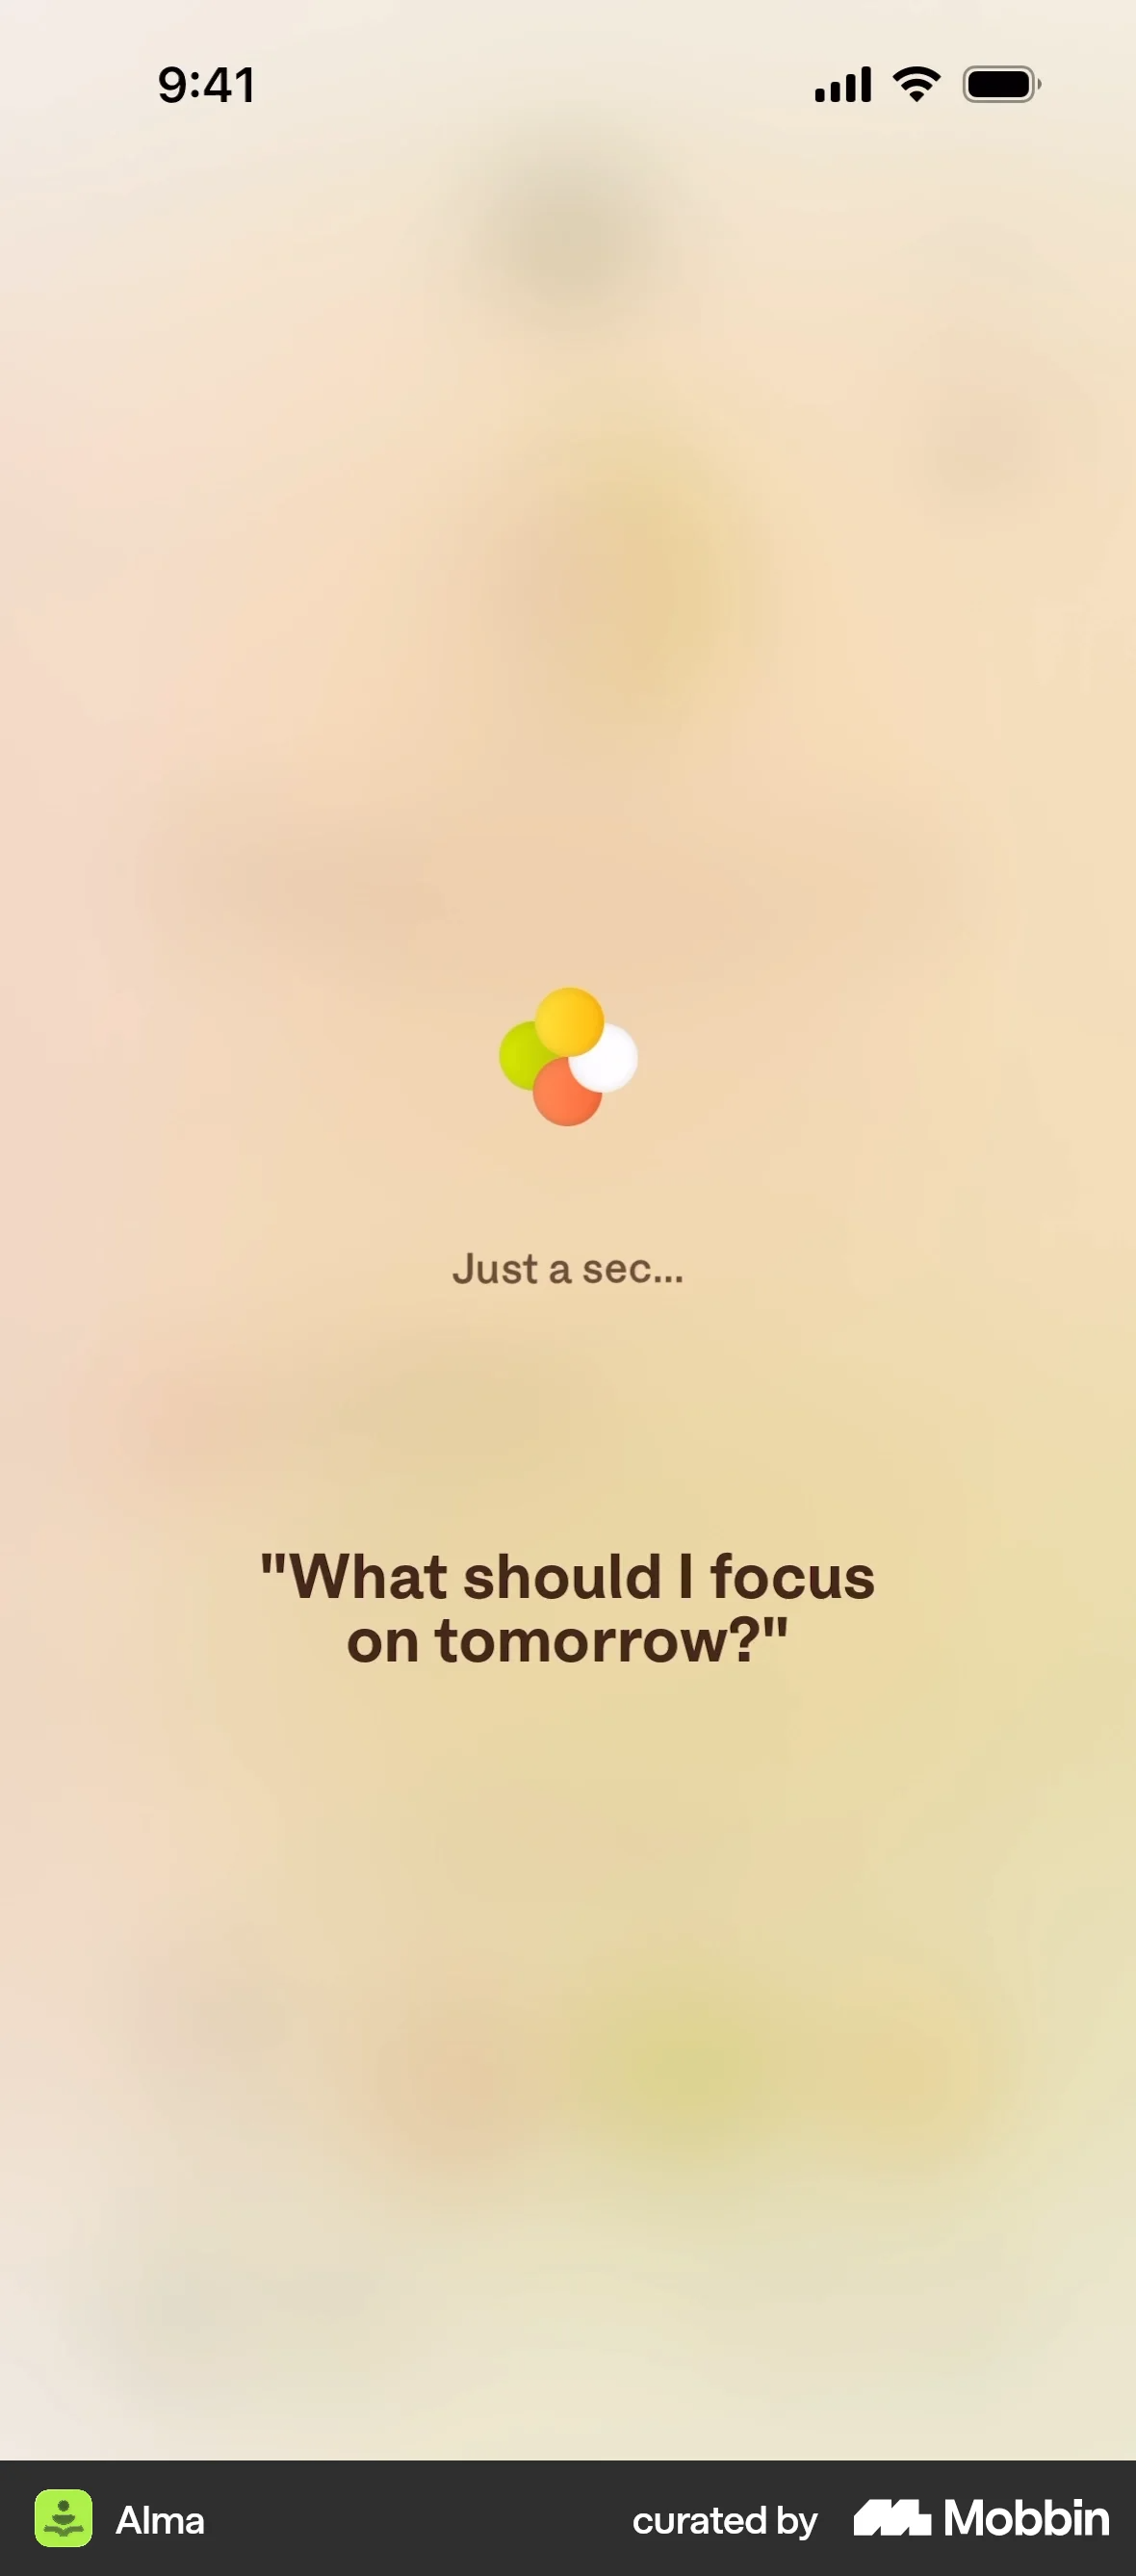 9:41
Just a sec...
"What should I focus
on tomorrow?"
Alma
curated by Mobbin